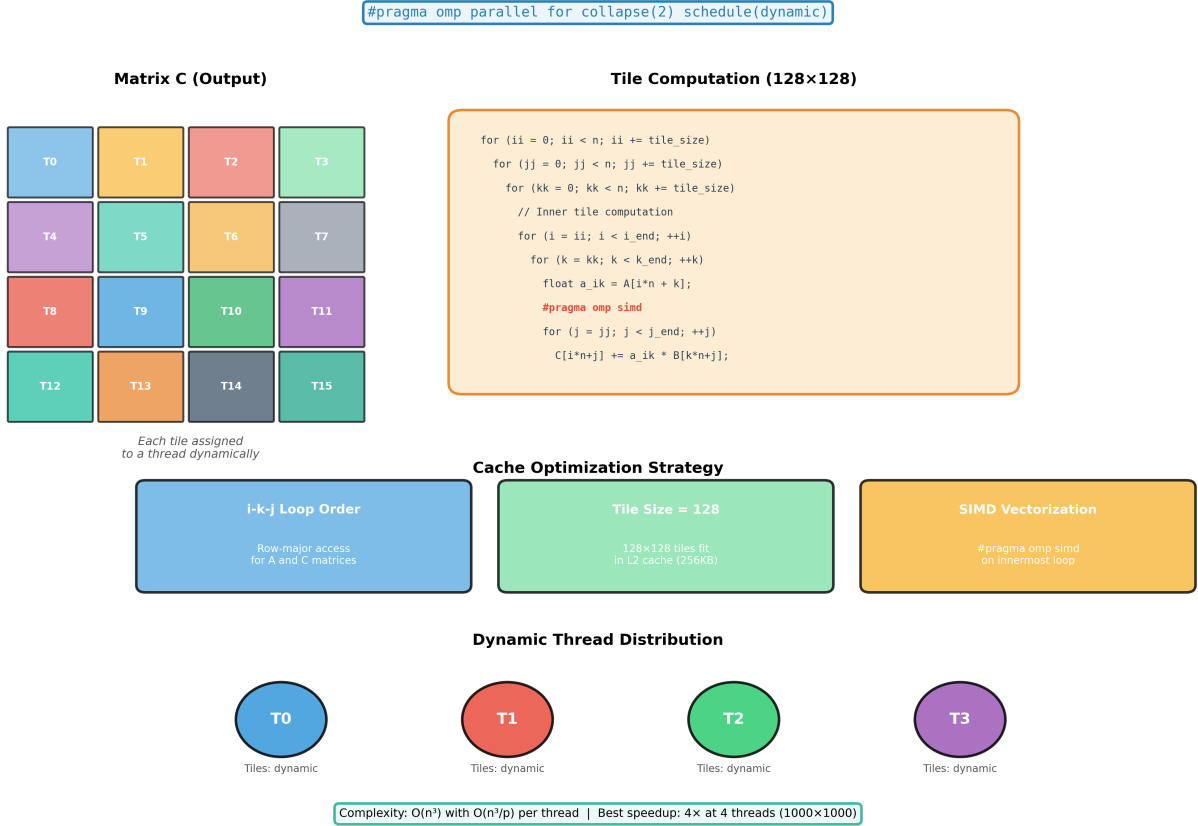 #pragma omp parallel for collapse(2) schedule(dynamic)
Matrix C (Output)
T0 T1 T2 T3
T4 T5 T6 T7
T8 T9 T10 T11
T12 T13 T14 T15
Each tile assigned
to a thread dynamically
Tile Computation (128×128)
for (ii = 0; ii < n; ii += tile_size)
for (jj = 0; jj < n; jj += tile_size)
for (kk = 0; kk < n; kk += tile_size)
// Inner tile computation
for (i = ii; i < i_end; ++i)
for (k = kk; k < k_end; ++k)
float a_ik = A[i*n + k];
#pragma omp simd
for (j = jj; j < j_end; ++j)
C[i*n+j] += a_ik * B[k*n+j];
Cache Optimization Strategy
i-k-j Loop Order
Row-major access
for A and C matrices
Tile Size = 128
128×128 tiles fit
in L2 cache (256KB)
SIMD Vectorization
#pragma omp simd
on innermost loop
Dynamic Thread Distribution
T0 T1 T2 T3
Tiles: dynamic Tiles: dynamic Tiles: dynamic Tiles: dynamic
Complexity: O(n³) with O(n³/p) per thread | Best speedup: 4× at 4 threads (1000×1000)